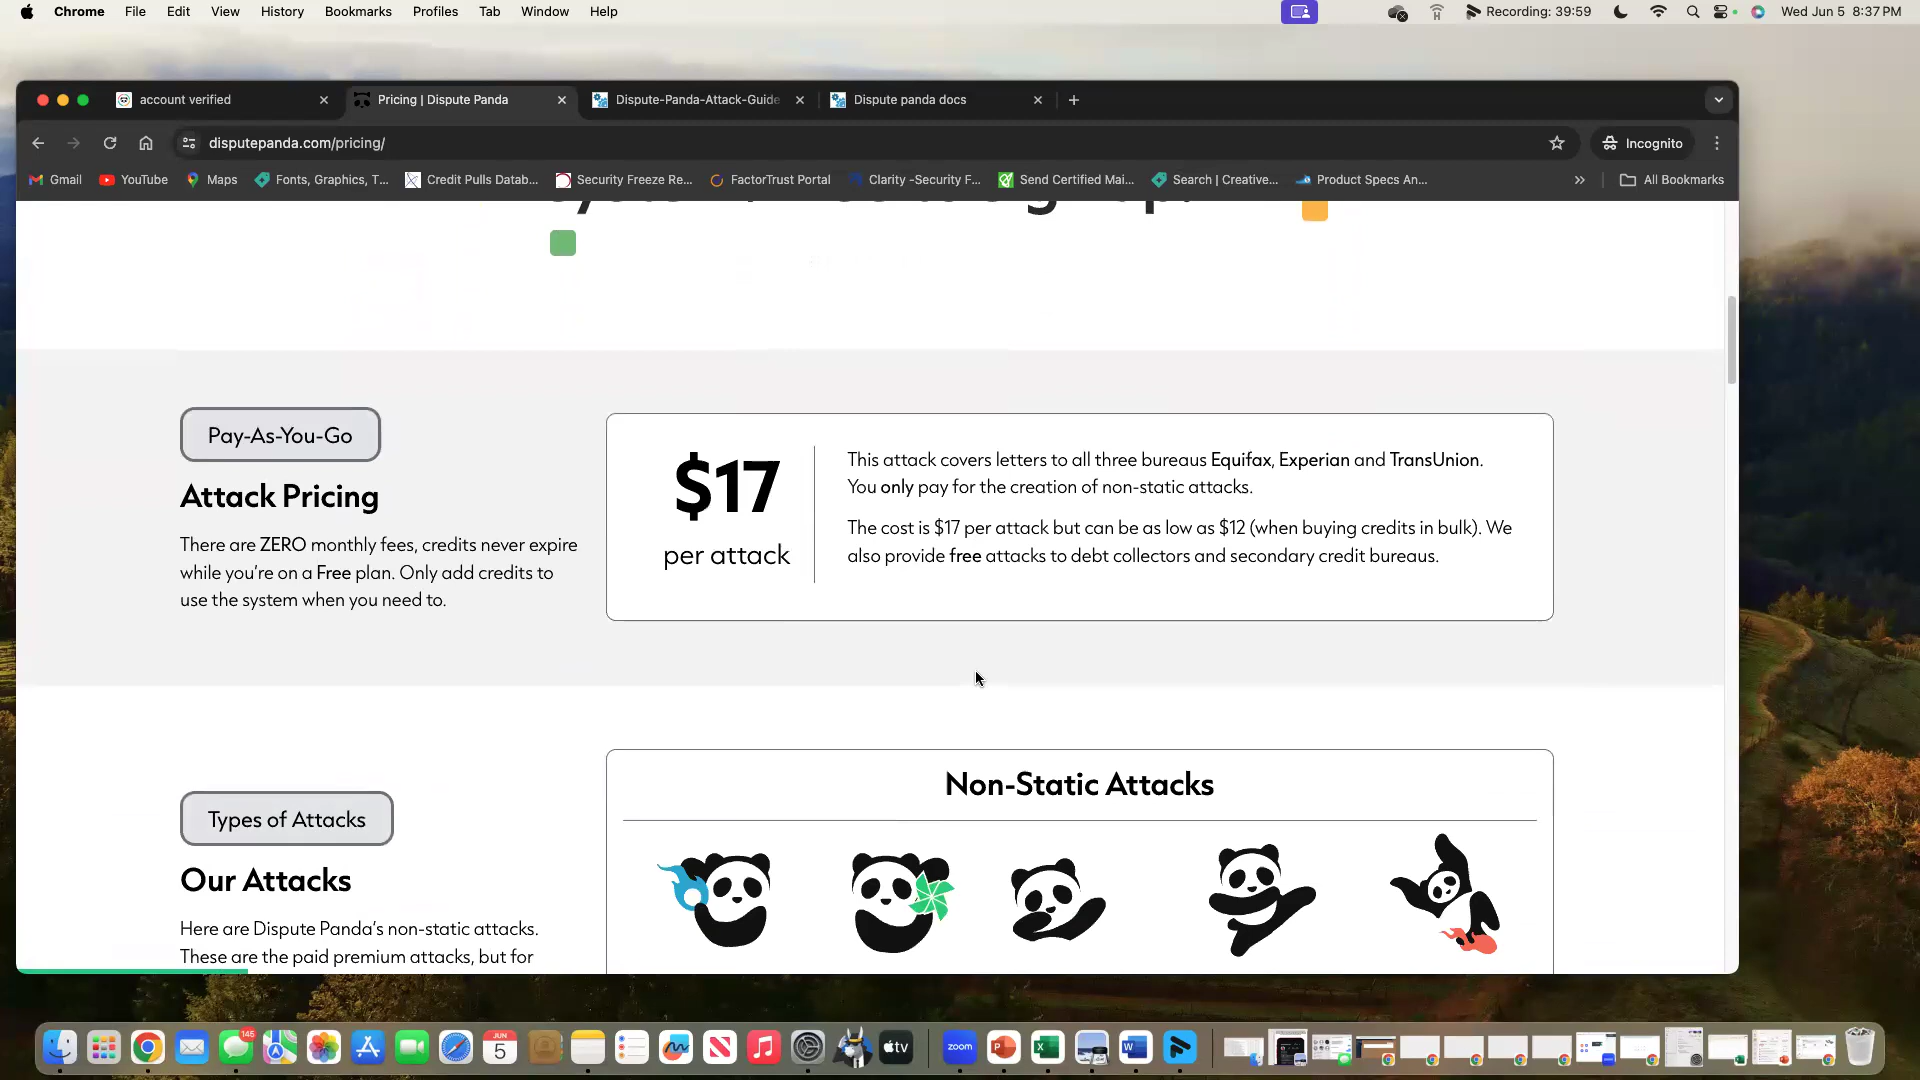 Chrome File Edit View History Bookmarks Profiles Tab Window Help Recording: 39:59 Wed Jun 5 8:37 PM
account verified Pricing | Dispute Panda Dispute-Panda-Attack-Guide Dispute panda docs
disputepanda.com/pricing/ Incognito
Gmail YouTube Maps Fonts, Graphics, T... Credit Pulls Datab... Security Freeze Re... FactorTrust Portal Clarity -Security F... Send Certified Mai... Search | Creative... Product Specs An... » All Bookmarks
Pay-As-You-Go
Attack Pricing
There are ZERO monthly fees, credits never expire
while you're on a Free plan. Only add credits to
use the system when you need to.
$17
per attack
This attack covers letters to all three bureaus Equifax, Experian and TransUnion.
You only pay for the creation of non-static attacks.
The cost is $17 per attack but can be as low as $12 (when buying credits in bulk). We
also provide free attacks to debt collectors and secondary credit bureaus.
Types of Attacks
Our Attacks
Here are Dispute Panda's non-static attacks.
These are the paid premium attacks, but for
Non-Static Attacks
145
JUN
5
tv
zoom